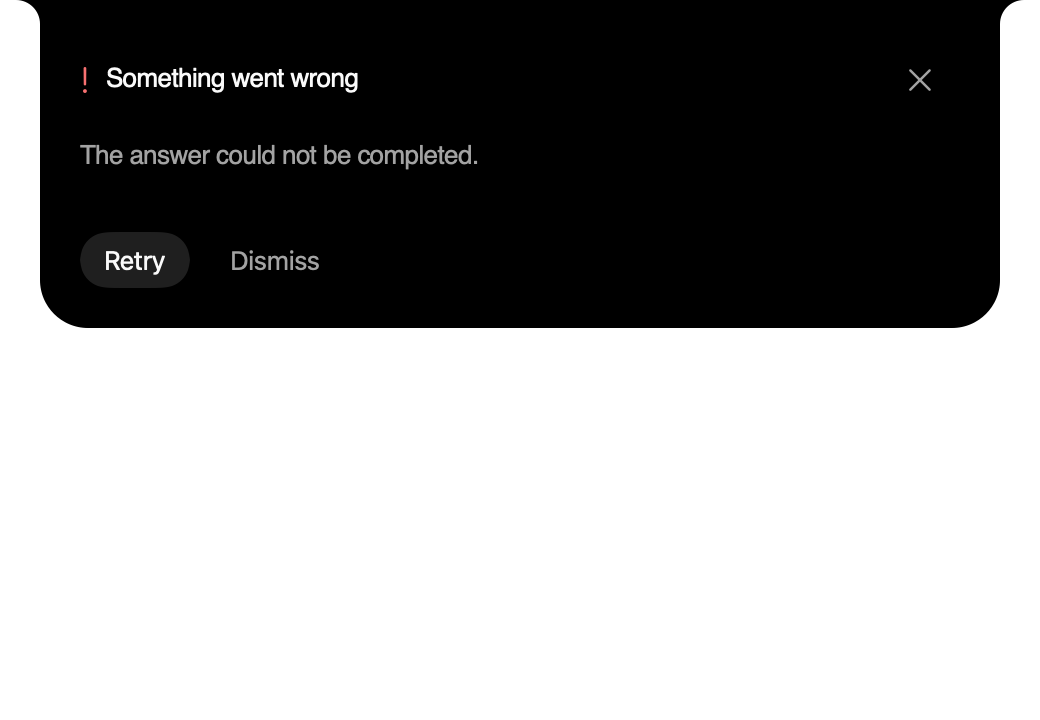 Something went wrong
The answer could not be completed.
Retry
Dismiss